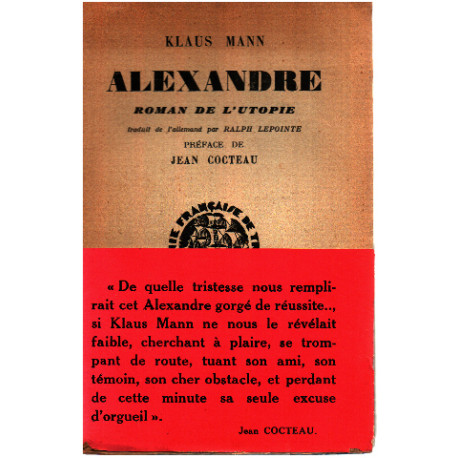 KLAUS MANN
ALEXANDRE
ROMAN DE L'UTOPIE
traduit de l'allemand par RALPH LEPOINTE
PRÉFACE DE
JEAN COCTEAU
FRANÇAISE DE
« De quelle tristesse nous rempli-
rait cet Alexandre gorgé de réussite..,
si Klaus Mann ne nous le révélait
faible, cherchant à plaire, se trom-
pant de route, tuant son ami, son
témoin, son cher obstacle, et perdant
de cette minute sa seule excuse
d'orgueil ».
Jean COCTEAU.